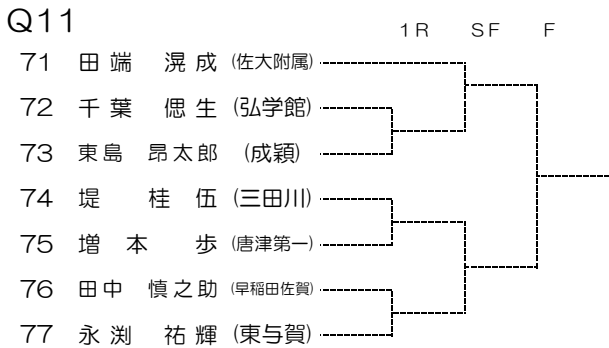 Q11
1R SF F
71 田端 滉成 (佐大附属)
72 千葉 偲生 (弘学館)
73 東島 昂太郎 (成穎)
74 堤 桂伍 (三田川)
75 増本 歩 (唐津第一)
76 田中 慎之助 (早稲田佐賀)
77 永渕 祐輝 (東与賀)